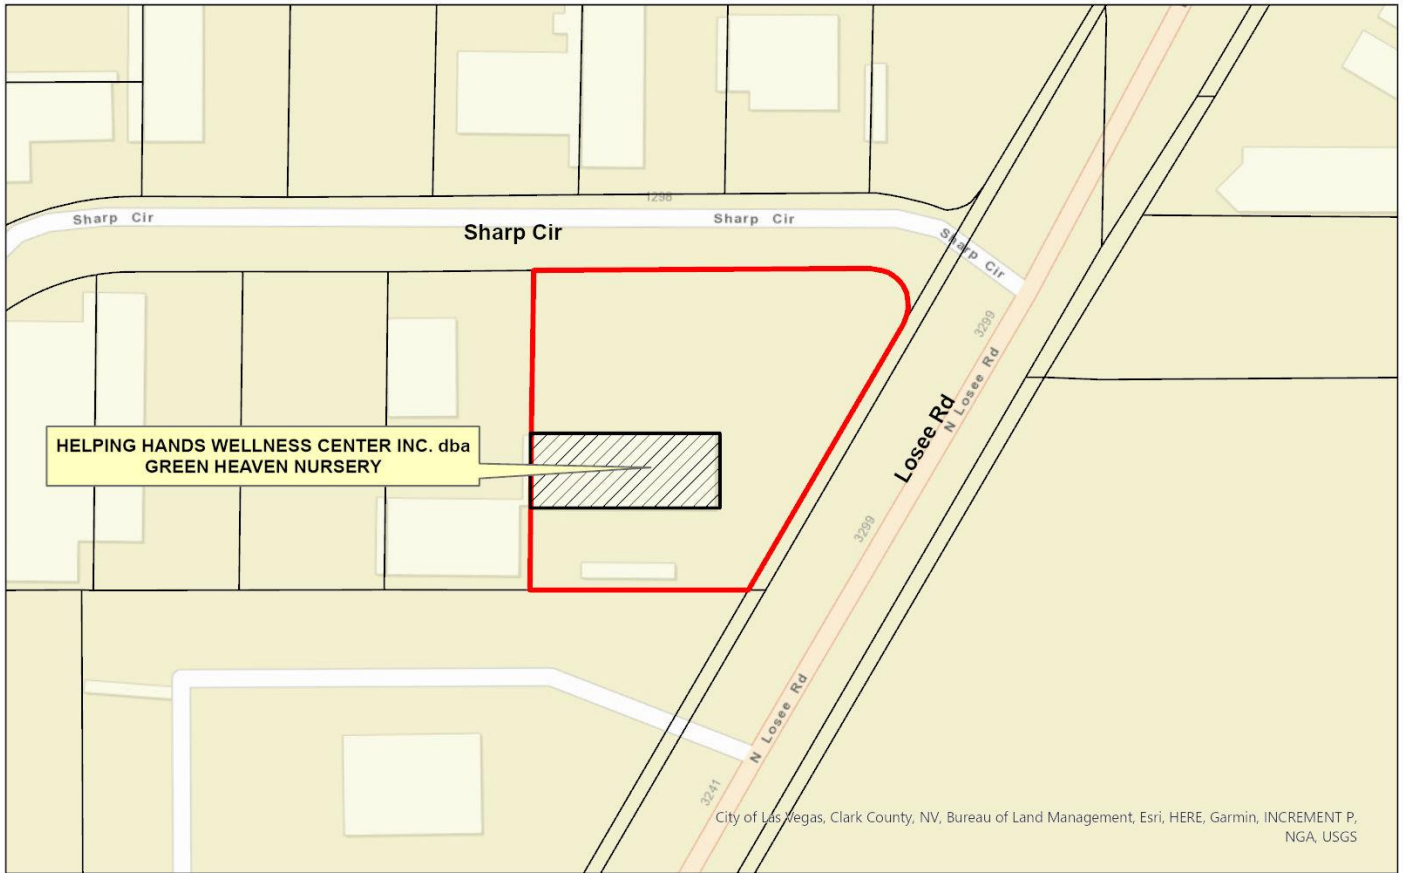 1298
Sharp Cir
Sharp Cir
Sharp Cir
Sharp Cir
3299
N Losee Rd
Losee Rd
HELPING HANDS WELLNESS CENTER INC. dba
GREEN HEAVEN NURSERY
3299
N Losee Rd
3241
City of Las Vegas, Clark County, NV, Bureau of Land Management, Esri, HERE, Garmin, INCREMENT P,
NGA, USGS